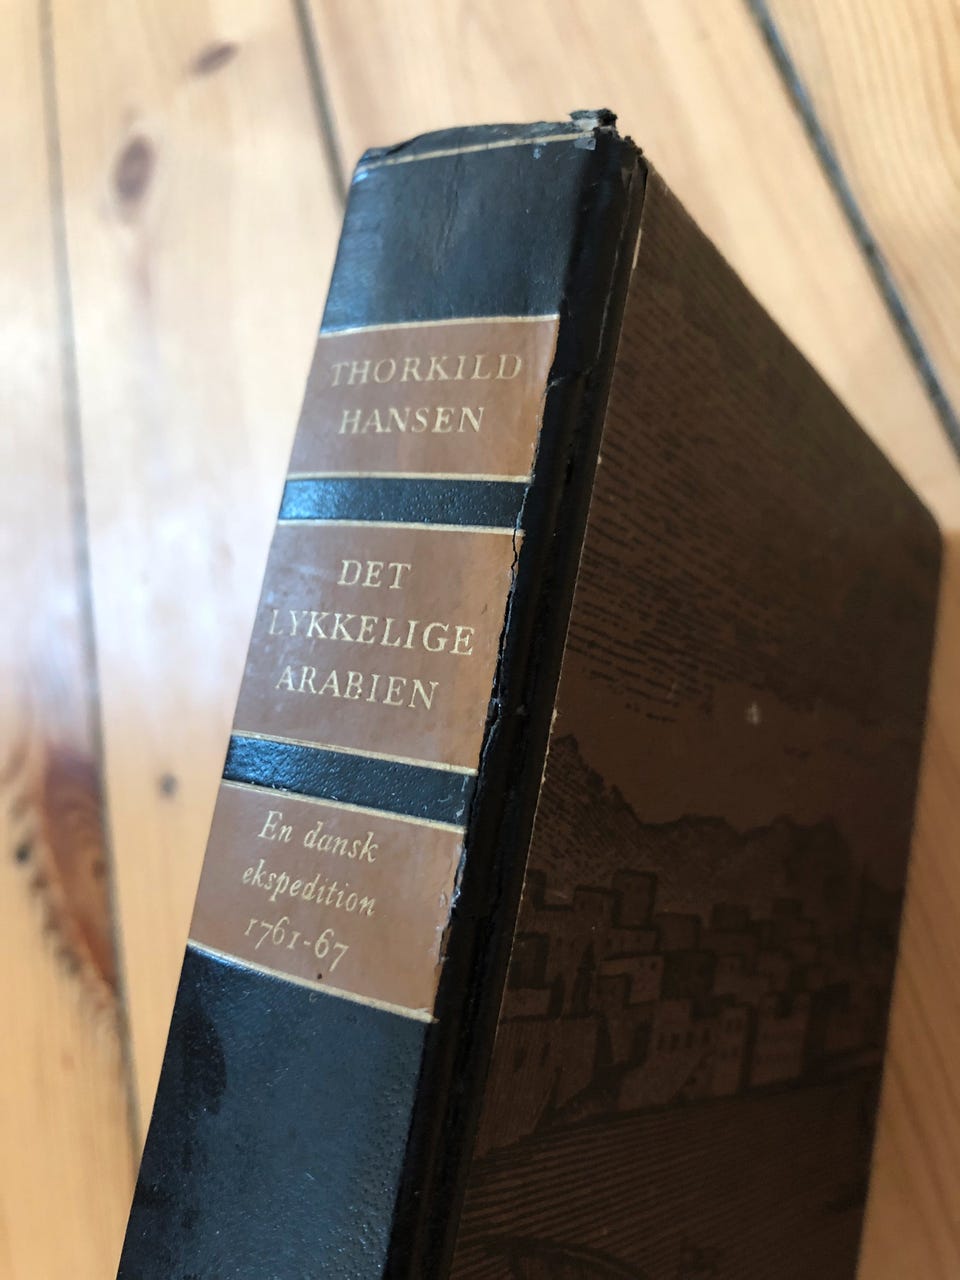 THORKILD
HANSEN
DET
LYKKELIGE
ARABIEN
En dansk
ekspedition
1761-67